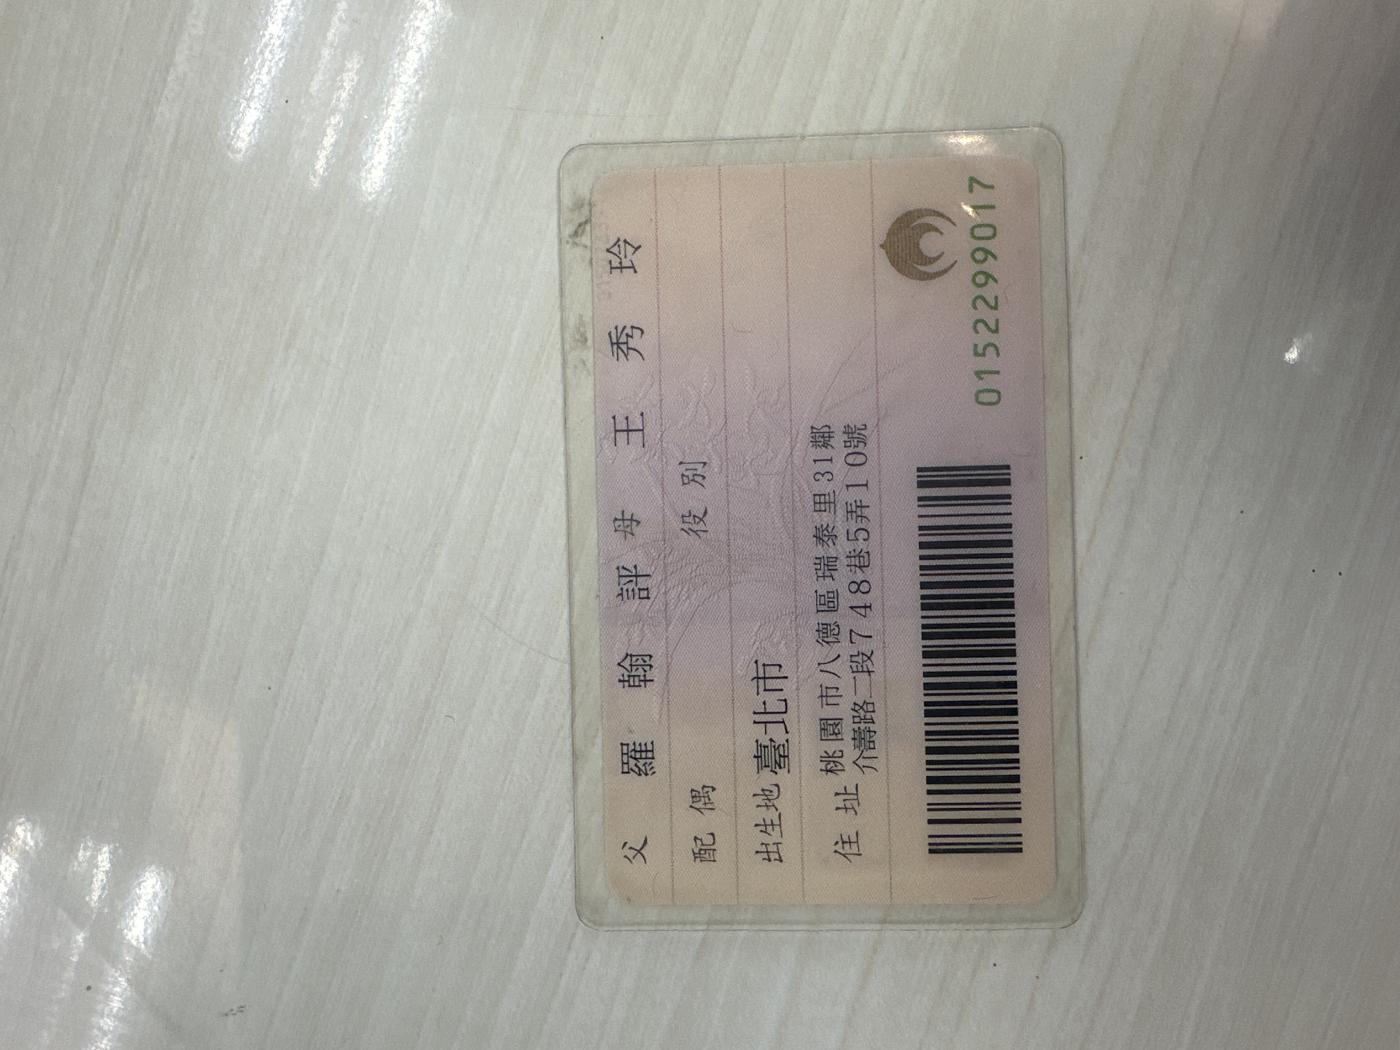 父 羅翰評 母 王秀玲
配偶 役別
出生地 臺北市
住址 桃園市八德區瑞泰里31鄰
介壽路二段748巷5弄10號
0152299017